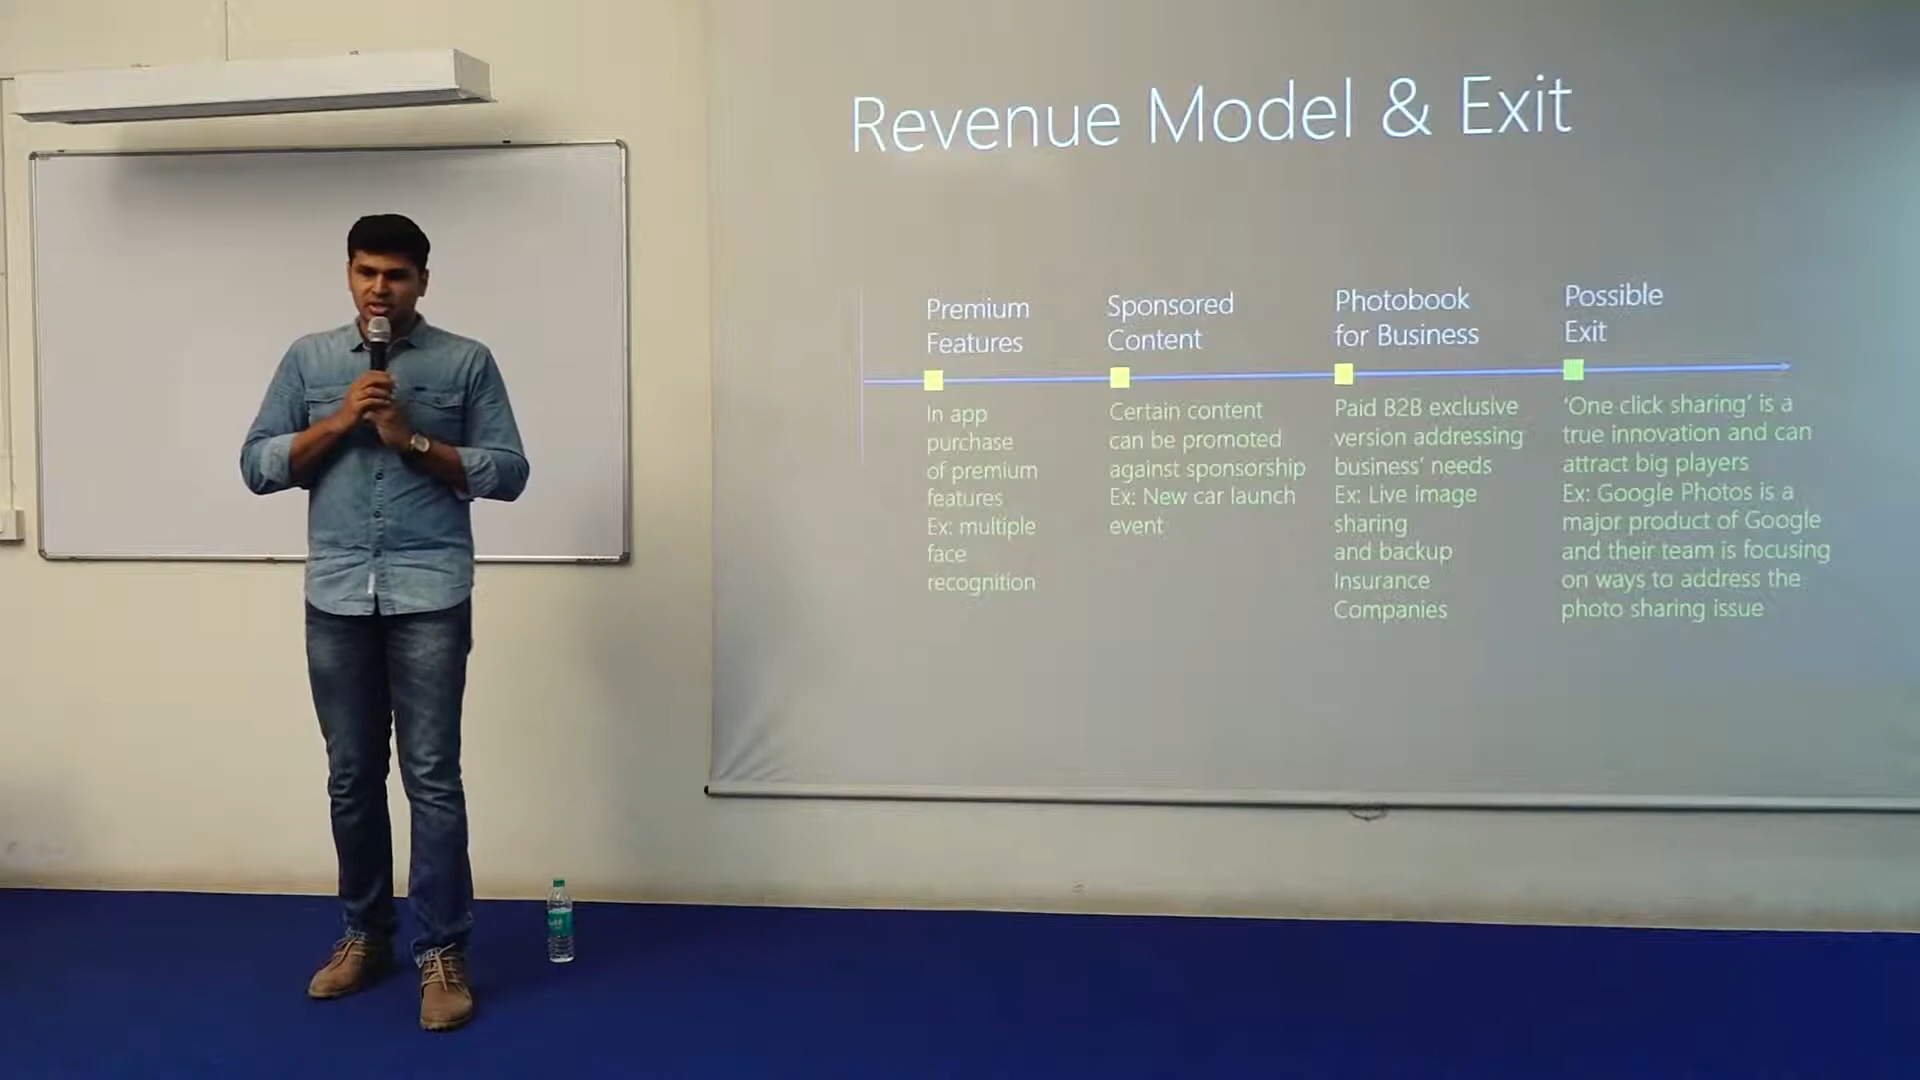 Revenue Model & Exit
Premium
Features
In app
purchase
of premium
features
Ex: multiple
face
recognition
Sponsored
Content
Certain content
can be promoted
against sponsorship
Ex: New car launch
event
Photobook
for Business
Paid B2B exclusive
version addressing
business' needs
Ex: Live image
sharing
and backup
Insurance
Companies
Possible
Exit
'One click sharing' is a
true innovation and can
attract big players
Ex: Google Photos is a
major product of Google
and their team is focusing
on ways to address the
photo sharing issue